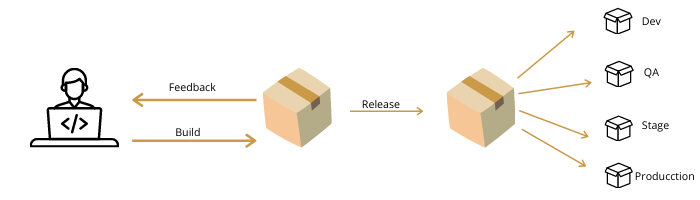 Dev
Feedback
QA
Release
Build
Stage
</>
Producction